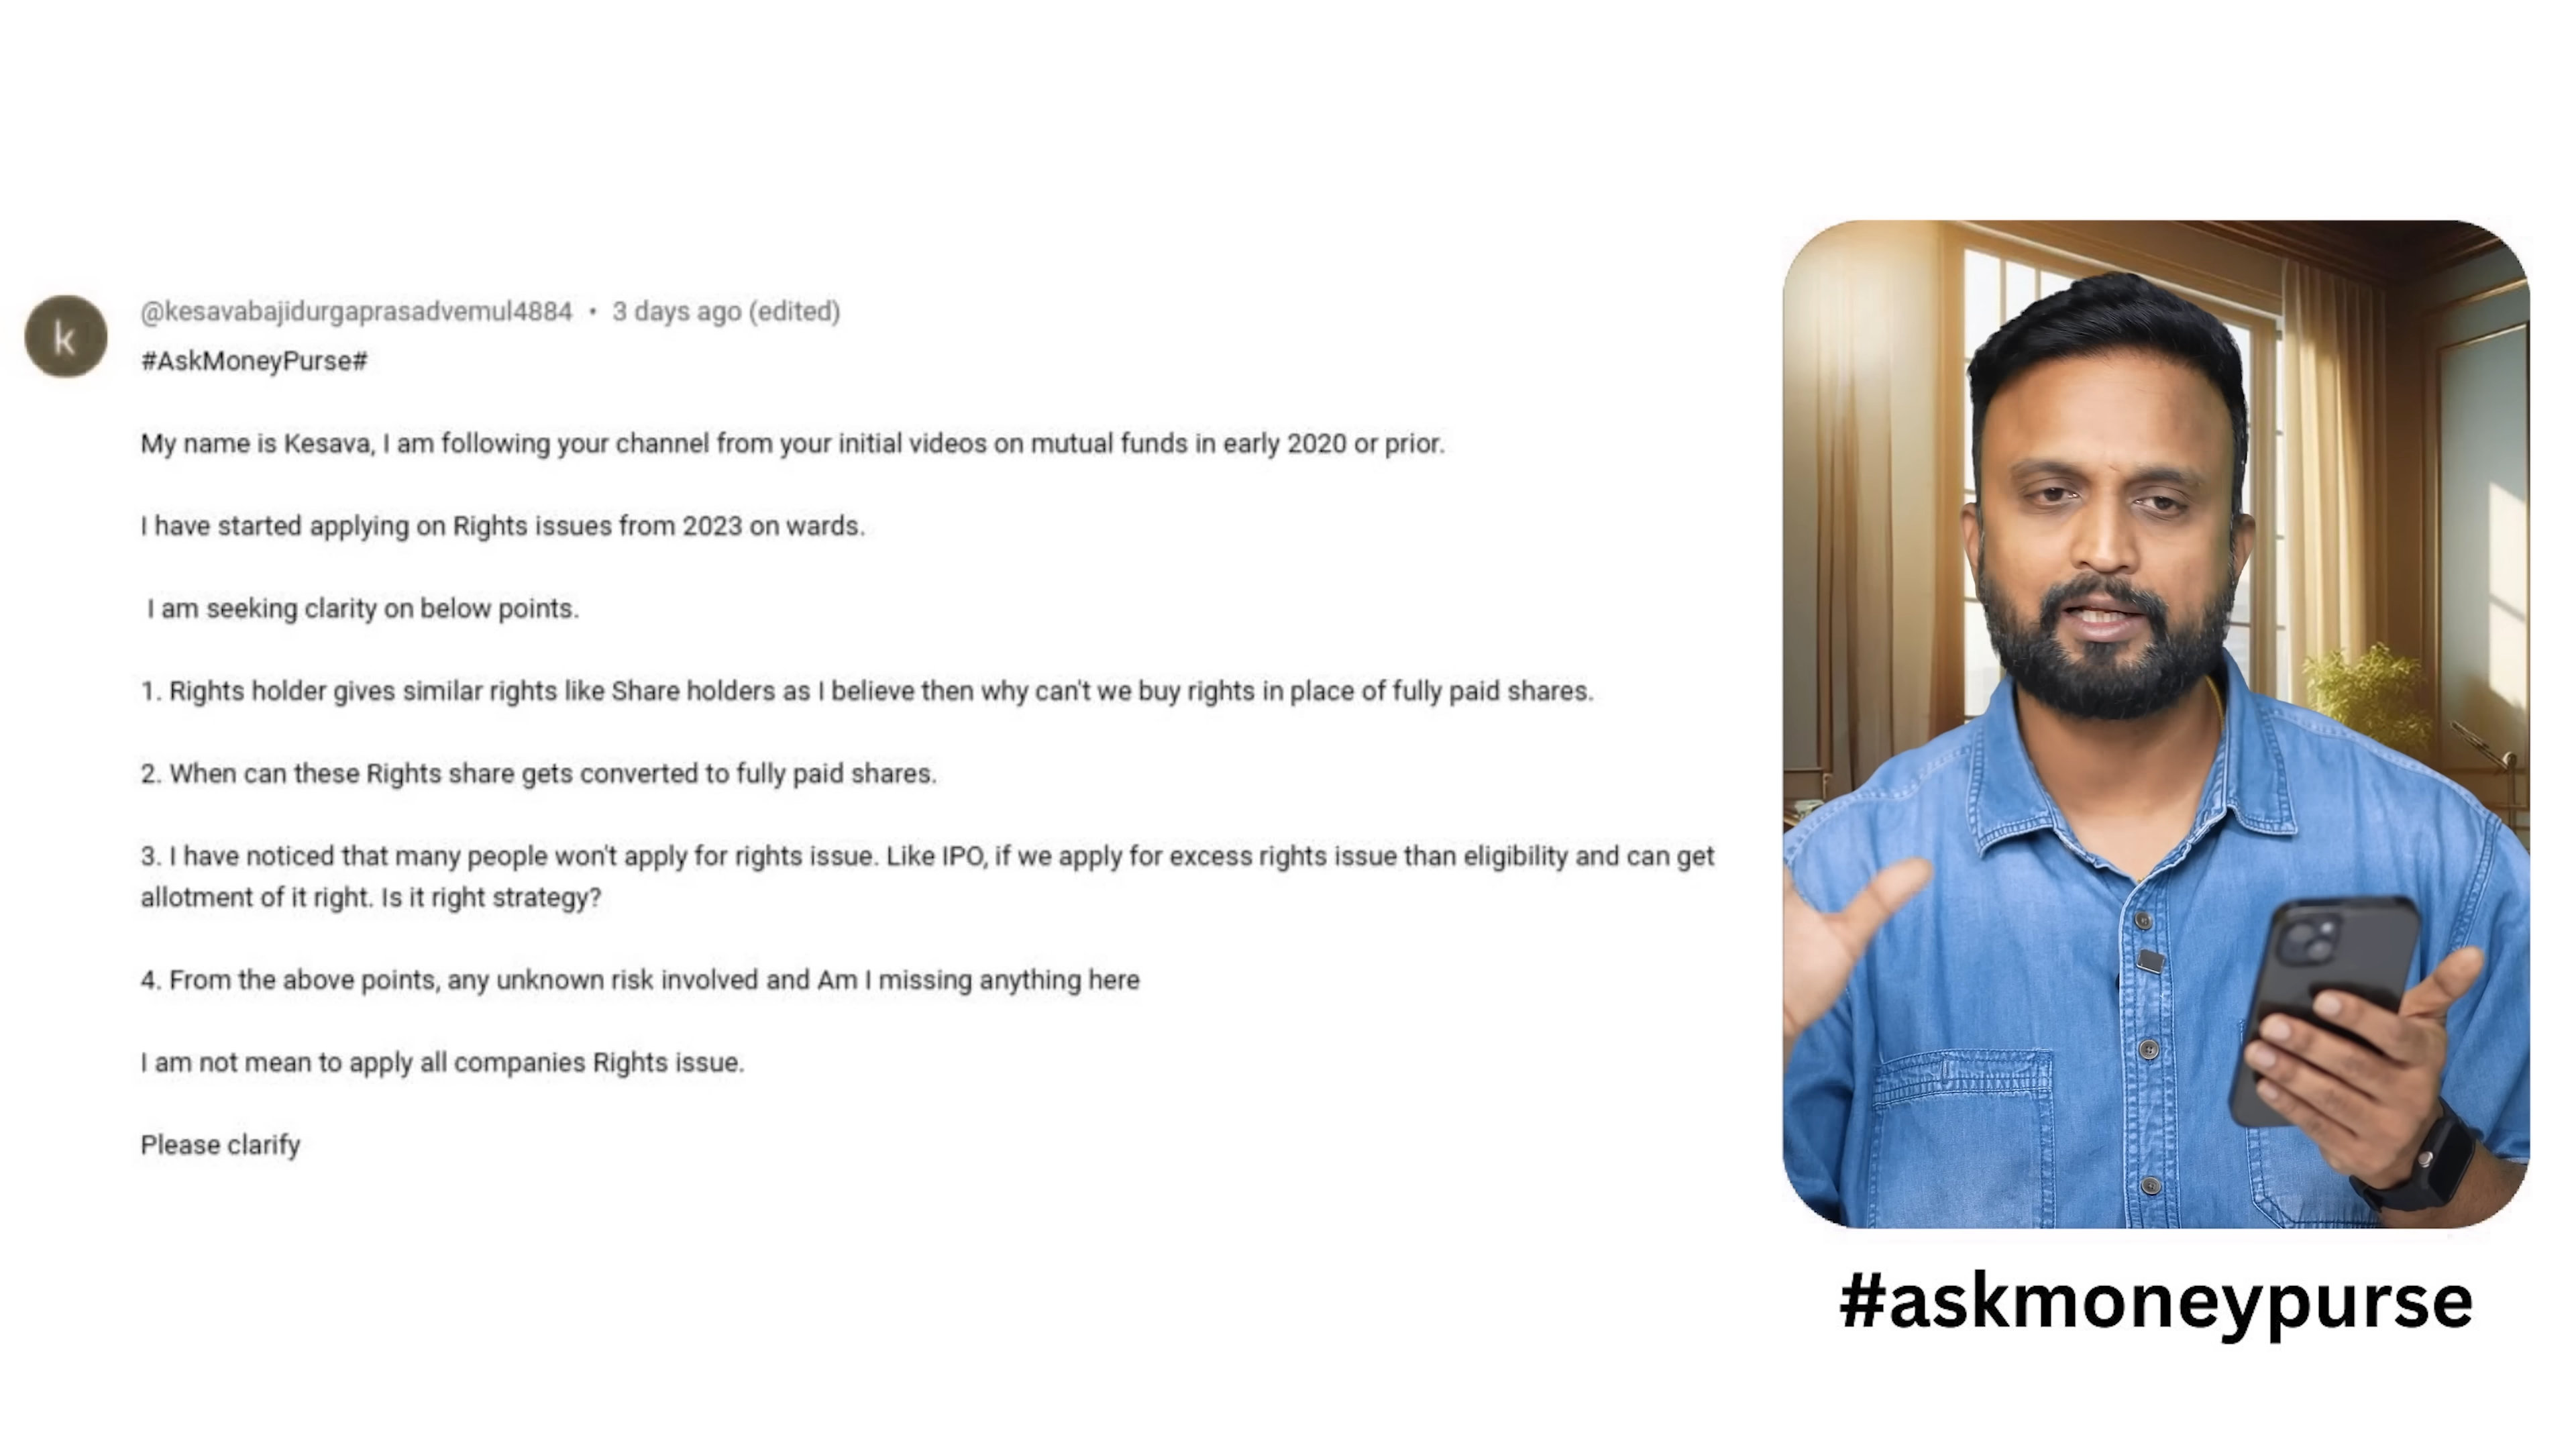 k
@kesavabajidurgaprasadvemul4884 • 3 days ago (edited)
#AskMoneyPurse#
My name is Kesava, I am following your channel from your initial videos on mutual funds in early 2020 or prior.
I have started applying on Rights issues from 2023 on wards.
I am seeking clarity on below points.
1. Rights holder gives similar rights like Share holders as I believe then why can't we buy rights in place of fully paid shares.
2. When can these Rights share gets converted to fully paid shares.
3. I have noticed that many people won't apply for rights issue. Like IPO, if we apply for excess rights issue than eligibility and can get
allotment of it right. Is it right strategy?
4. From the above points, any unknown risk involved and Am I missing anything here
I am not mean to apply all companies Rights issue.
Please clarify
#askmoneypurse